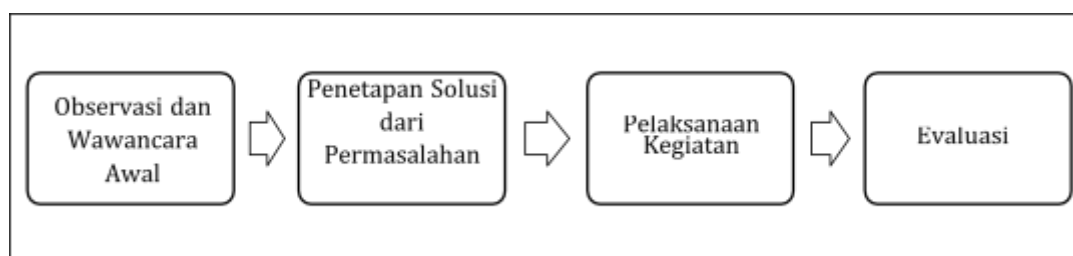 Observasi dan
Wawancara
Awal
Penetapan Solusi
dari
Permasalahan
Pelaksanaan
Kegiatan
Evaluasi